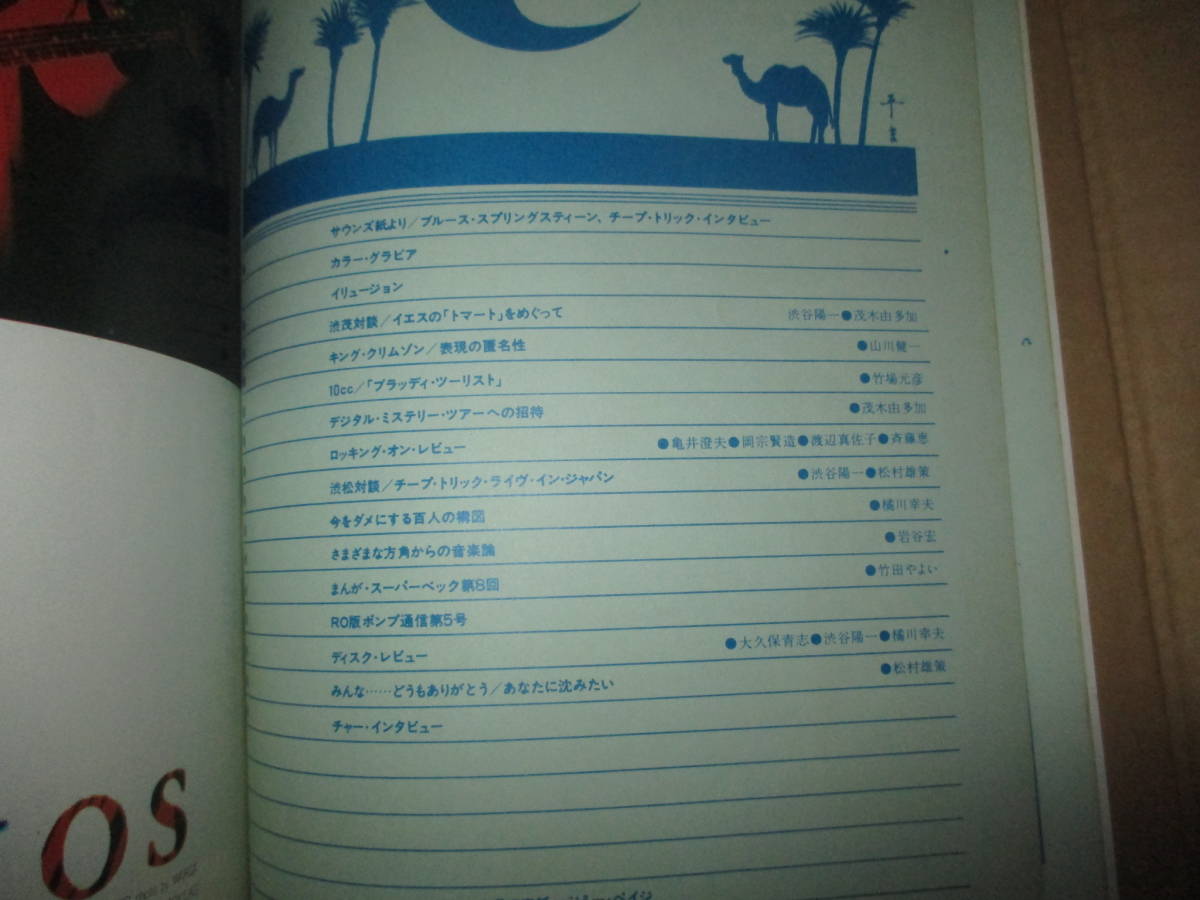 サウンズ紙より/ブルース・スプリングスティーン、チープ・トリック・インタビュー
カラー・グラビア
イリュージョン
渋茂対談/イエスの「トマート」をめぐって 渋谷陽一●茂木由多加
キング・クリムゾン/表現の匿名性 ●山川健一
10cc/「ブラッディ・ツーリスト」 ●竹場元彦
デジタル・ミステリー・ツアーへの招待 ●茂木由多加
ロッキング・オン・レビュー ●亀井澄夫●岡宗賢造●渡辺真佐子●斉藤恵
渋松対談/チープ・トリック・ライヴ・イン・ジャパン ●渋谷陽一●松村雄策
今をダメにする百人の構図 ●橘川幸夫
さまざまな方角からの音楽論 ●岩谷宏
まんが・スーパーベック第8回 ●竹田やよい
RO版ポンプ通信第5号
ディスク・レビュー ●大久保青志●渋谷陽一●橘川幸夫
みんな……どうもありがとう/あなたに沈みたい ●松村雄策
チャー・インタビュー
OS